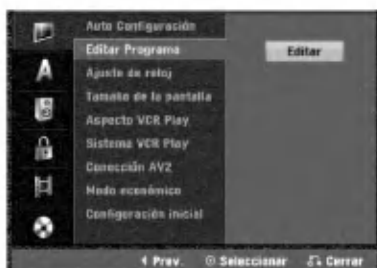 Auto Configuración
Editar Programa
Editar
Ajuste de reloj
Tamaño de la pantalla
Aspecto VCR Play
Sistema VCR Play
Conección AV2
Modo económico
Configuración inicial
A
Prev. Seleccionar Cerrar